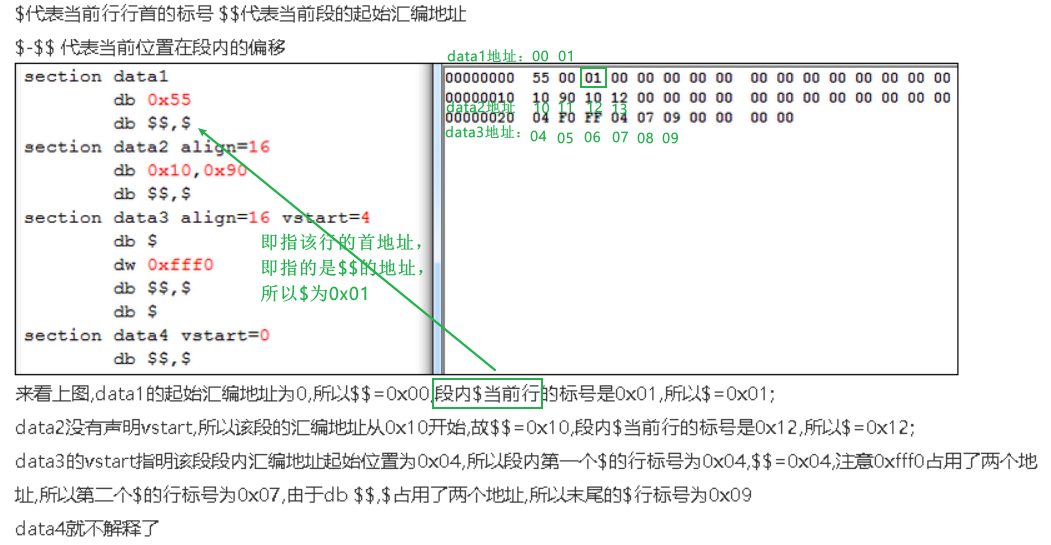 $代表当前行行首的标号 $$代表当前段的起始汇编地址
$-$$ 代表当前位置在段内的偏移
data1地址：00 01
section data1
db 0x55
db $$,$
section data2 align=16
db 0x10,0x90
db $$,$
section data3 align=16 vstart=4
db $
dw 0xfff0
db $$,$
db $
section data4 vstart=0
db $$,$
00000000 55 00 01 00 00 00 00 00 00 00 00 00 00 00 00 00
00000010 10 90 10 12 00 00 00 00 00 00 00 00 00 00 00 00
data2地址 10 11 12 13
00000020 04 F0 FF 04 07 09 00 00 00 00
data3地址：04 05 06 07 08 09
即指该行的首地址，
即指的是$$的地址，
所以$为0x01
来看上图,data1的起始汇编地址为0,所以$$=0x00,段内$当前行的标号是0x01,所以$=0x01;
data2没有声明vstart,所以该段的汇编地址从0x10开始,故$$=0x10,段内$当前行的标号是0x12,所以$=0x12;
data3的vstart指明该段段内汇编地址起始位置为0x04,所以段内第一个$的行标号为0x04,$$=0x04,注意0xfff0占用了两个地
址,所以第二个$的行标号为0x07,由于db $$,$占用了两个地址,所以末尾的$行标号为0x09
data4就不解释了